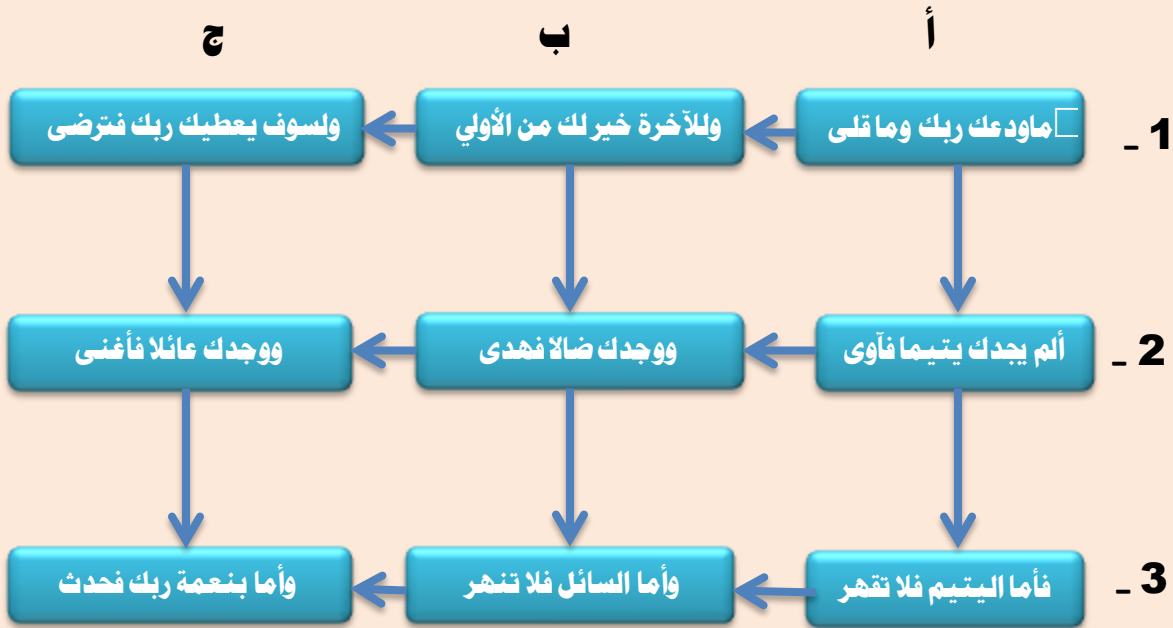 أ ب ج
1 _ ماودعك ربك وما قلى وللآخرة خير لك من الأولي ولسوف يعطيك ربك فترضى
2 _ ألم يجدك يتيما فآوى ووجدك ضالا فهدى ووجدك عائلا فأغنى
3 _ فأما اليتيم فلا تقهر وأما السائل فلا تنهر وأما بنعمة ربك فحدث